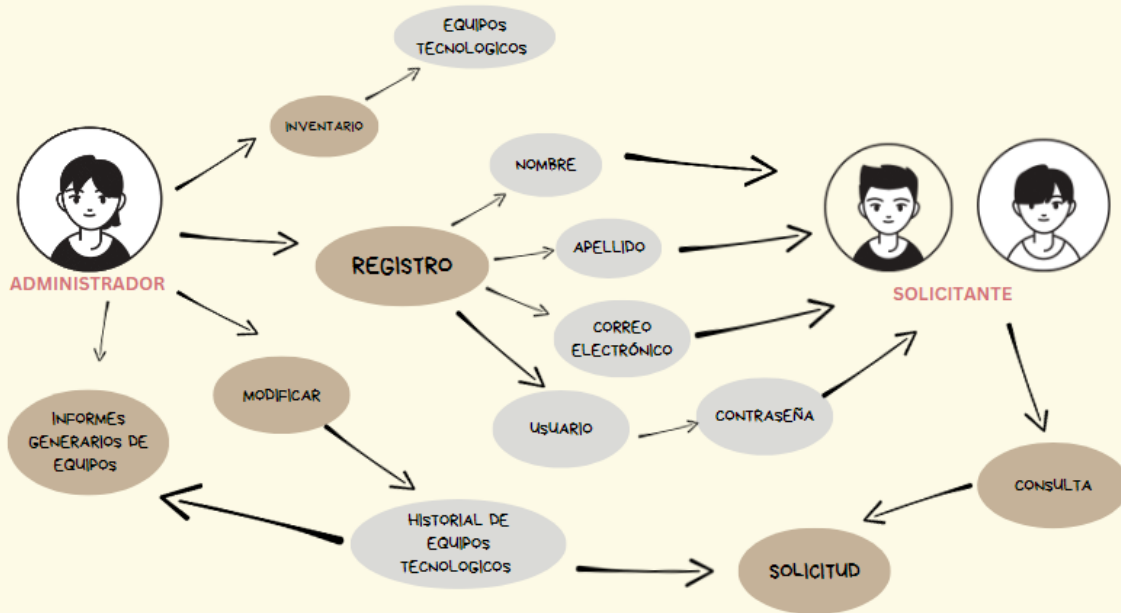 EQUIPOS
TECNOLOGICOS
INVENTARIO
NOMBRE
REGISTRO
APELLIDO
ADMINISTRADOR
SOLICITANTE
CORREO
ELECTRÓNICO
MODIFICAR
USUARIO
CONTRASEÑA
INFORMES
GENERARIOS DE
EQUIPOS
CONSULTA
HISTORIAL DE
EQUIPOS
TECNOLOGICOS
SOLICITUD